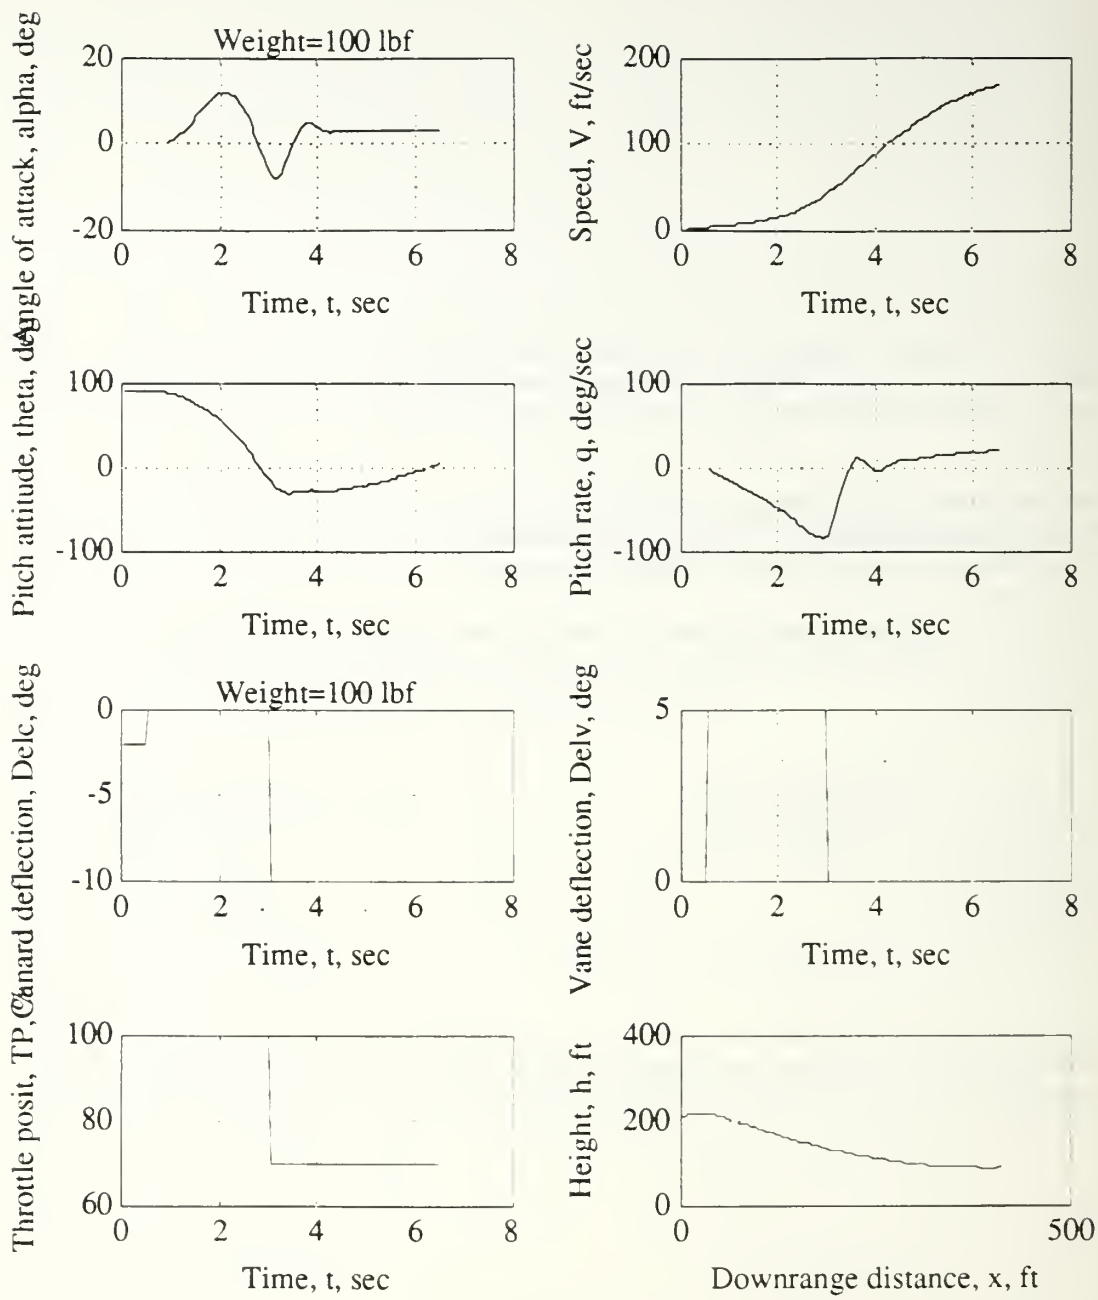 Weight=100 lbf
Angle of attack, alpha, deg
20
0
-20
0 2 4 6 8
Time, t, sec
Speed, V, ft/sec
200
100
0
0 2 4 6 8
Time, t, sec
Pitch attitude, theta, deg
100
0
-100
0 2 4 6 8
Time, t, sec
Pitch rate, q, deg/sec
100
0
-100
0 2 4 6 8
Time, t, sec
Weight=100 lbf
Canard deflection, Delc, deg
0
-5
-10
0 2 4 6 8
Time, t, sec
Vane deflection, Delv, deg
5
0
0 2 4 6 8
Time, t, sec
Throttle posit, TP, %
100
80
60
0 2 4 6 8
Time, t, sec
Height, h, ft
400
200
0
0 500
Downrange distance, x, ft